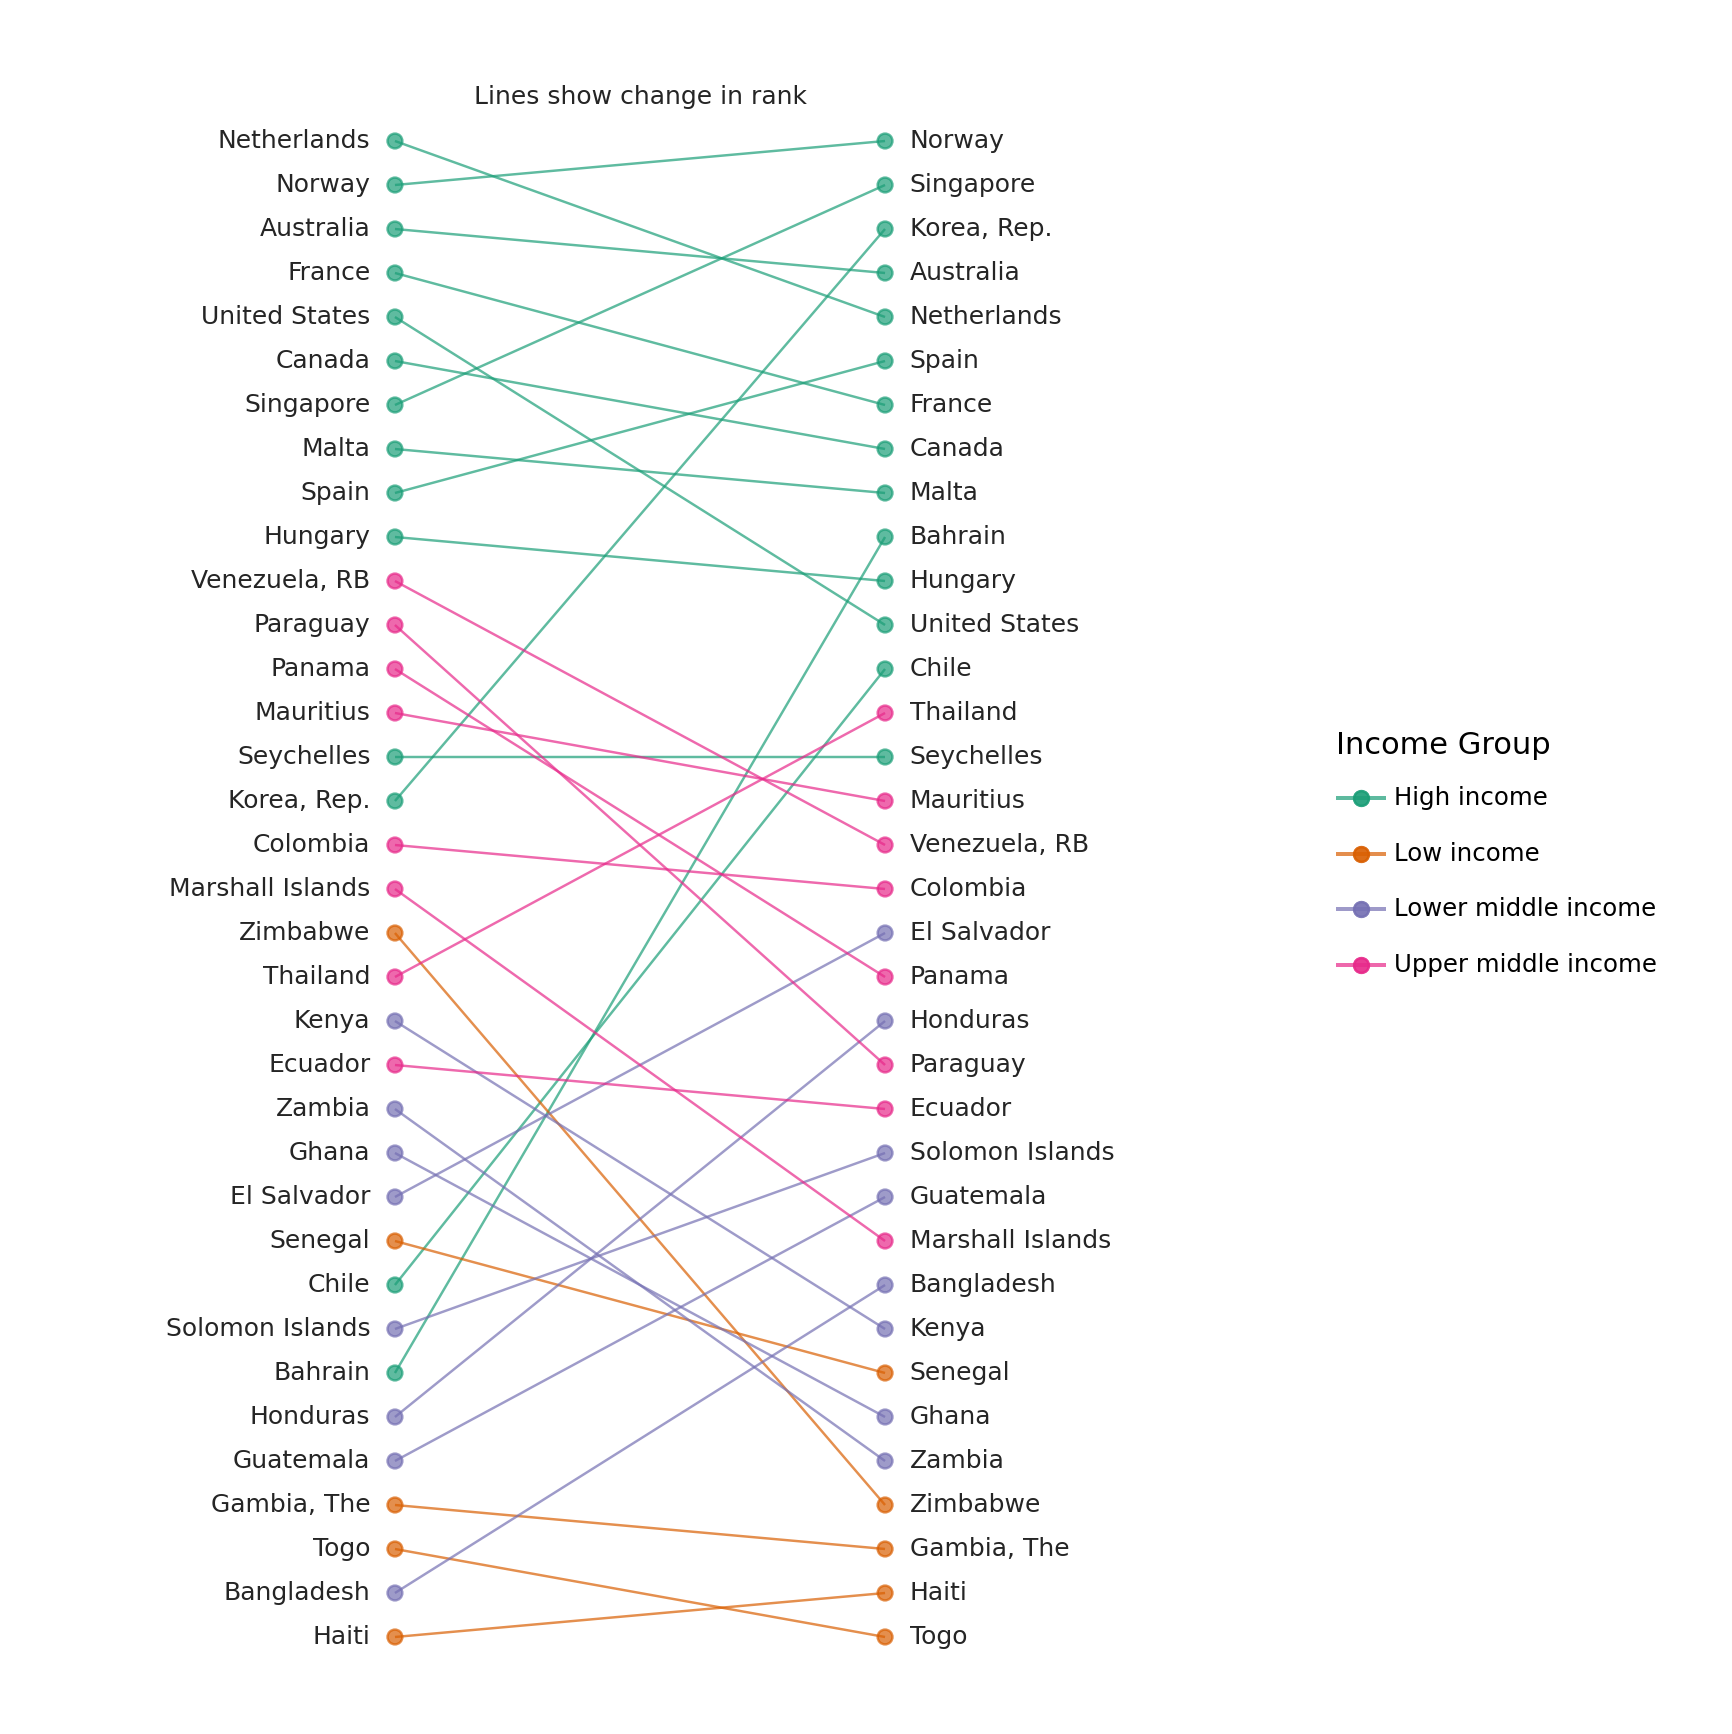 Lines show change in rank
Netherlands
Norway
Australia
France
United States
Canada
Singapore
Malta
Spain
Hungary
Venezuela, RB
Paraguay
Panama
Mauritius
Seychelles
Korea, Rep.
Colombia
Marshall Islands
Zimbabwe
Thailand
Kenya
Ecuador
Zambia
Ghana
El Salvador
Senegal
Chile
Solomon Islands
Bahrain
Honduras
Guatemala
Gambia, The
Togo
Bangladesh
Haiti
Norway
Singapore
Korea, Rep.
Australia
Netherlands
Spain
France
Canada
Malta
Bahrain
Hungary
United States
Chile
Thailand
Seychelles
Mauritius
Venezuela, RB
Colombia
El Salvador
Panama
Honduras
Paraguay
Ecuador
Solomon Islands
Guatemala
Marshall Islands
Bangladesh
Kenya
Senegal
Ghana
Zambia
Zimbabwe
Gambia, The
Haiti
Togo
Income Group
High income
Low income
Lower middle income
Upper middle income